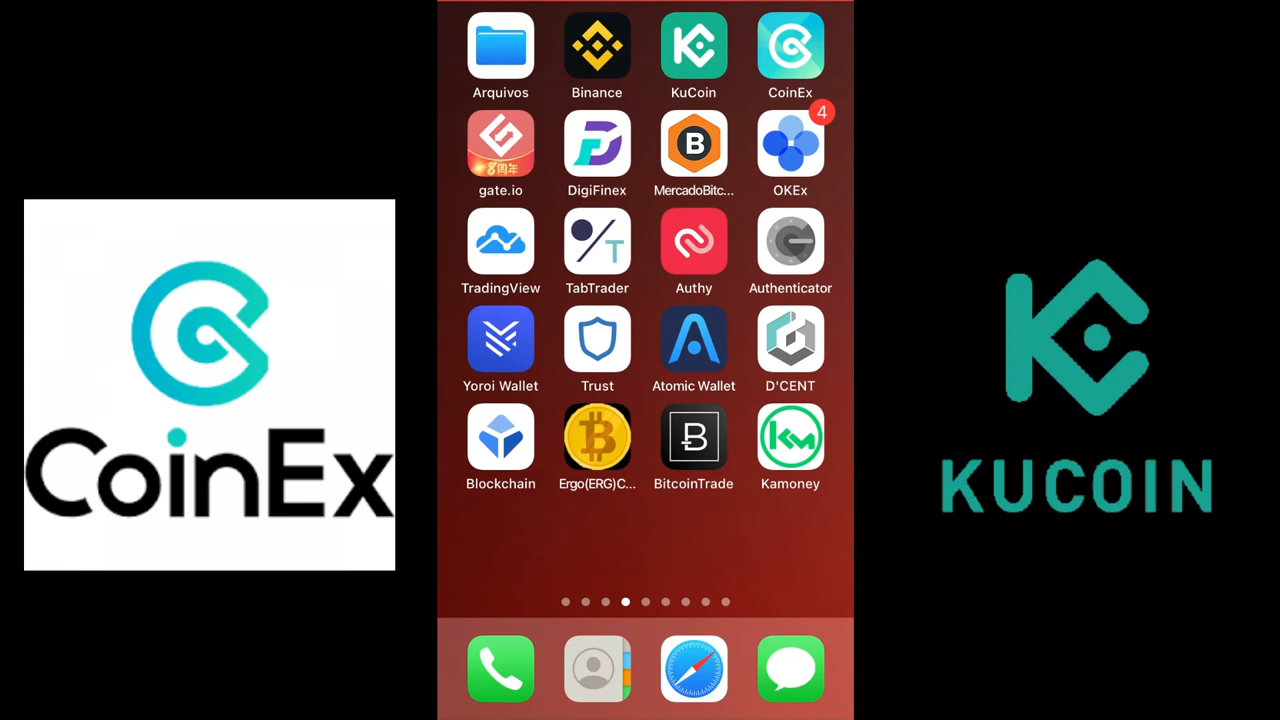 Arquivos
Binance
KuCoin
CoinEx
4
8周年
gate.io
DigiFinex
B
MercadoBitc...
OKEx
T
TradingView
TabTrader
Authy
Authenticator
Yoroi Wallet
Trust
Atomic Wallet
D'CENT
KM
Blockchain
Ergo(ERG)C...
BitcoinTrade
Kamoney
CoinEx
KUCOIN